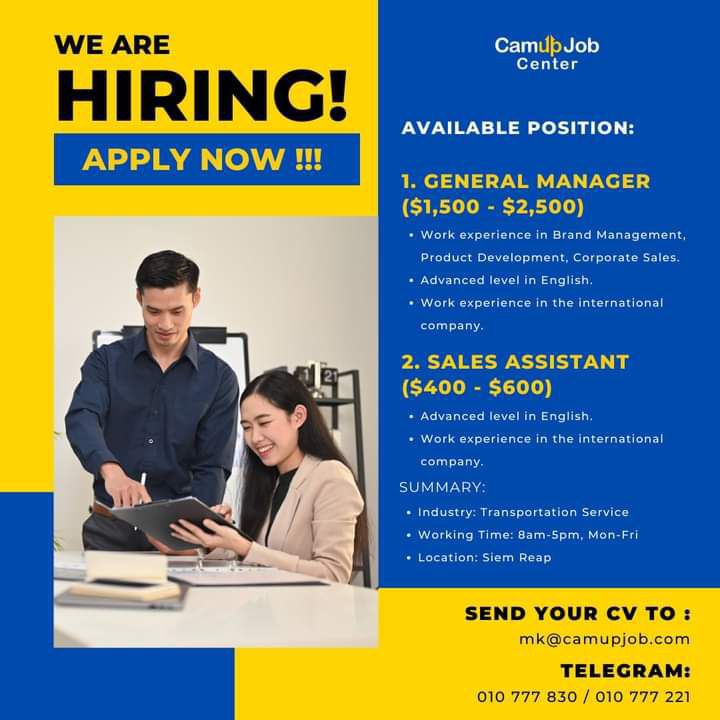 WE ARE
HIRING!
APPLY NOW !!!
CamUpJob
Center
AVAILABLE POSITION:
1. GENERAL MANAGER
($1,500 - $2,500)
• Work experience in Brand Management,
Product Development, Corporate Sales.
• Advanced level in English.
• Work experience in the international
company.
2. SALES ASSISTANT
($400 - $600)
• Advanced level in English.
• Work experience in the international
company.
SUMMARY:
• Industry: Transportation Service
• Working Time: 8am-5pm, Mon-Fri
• Location: Siem Reap
SEND YOUR CV TO :
mk@camupjob.com
TELEGRAM:
010 777 830 / 010 777 221